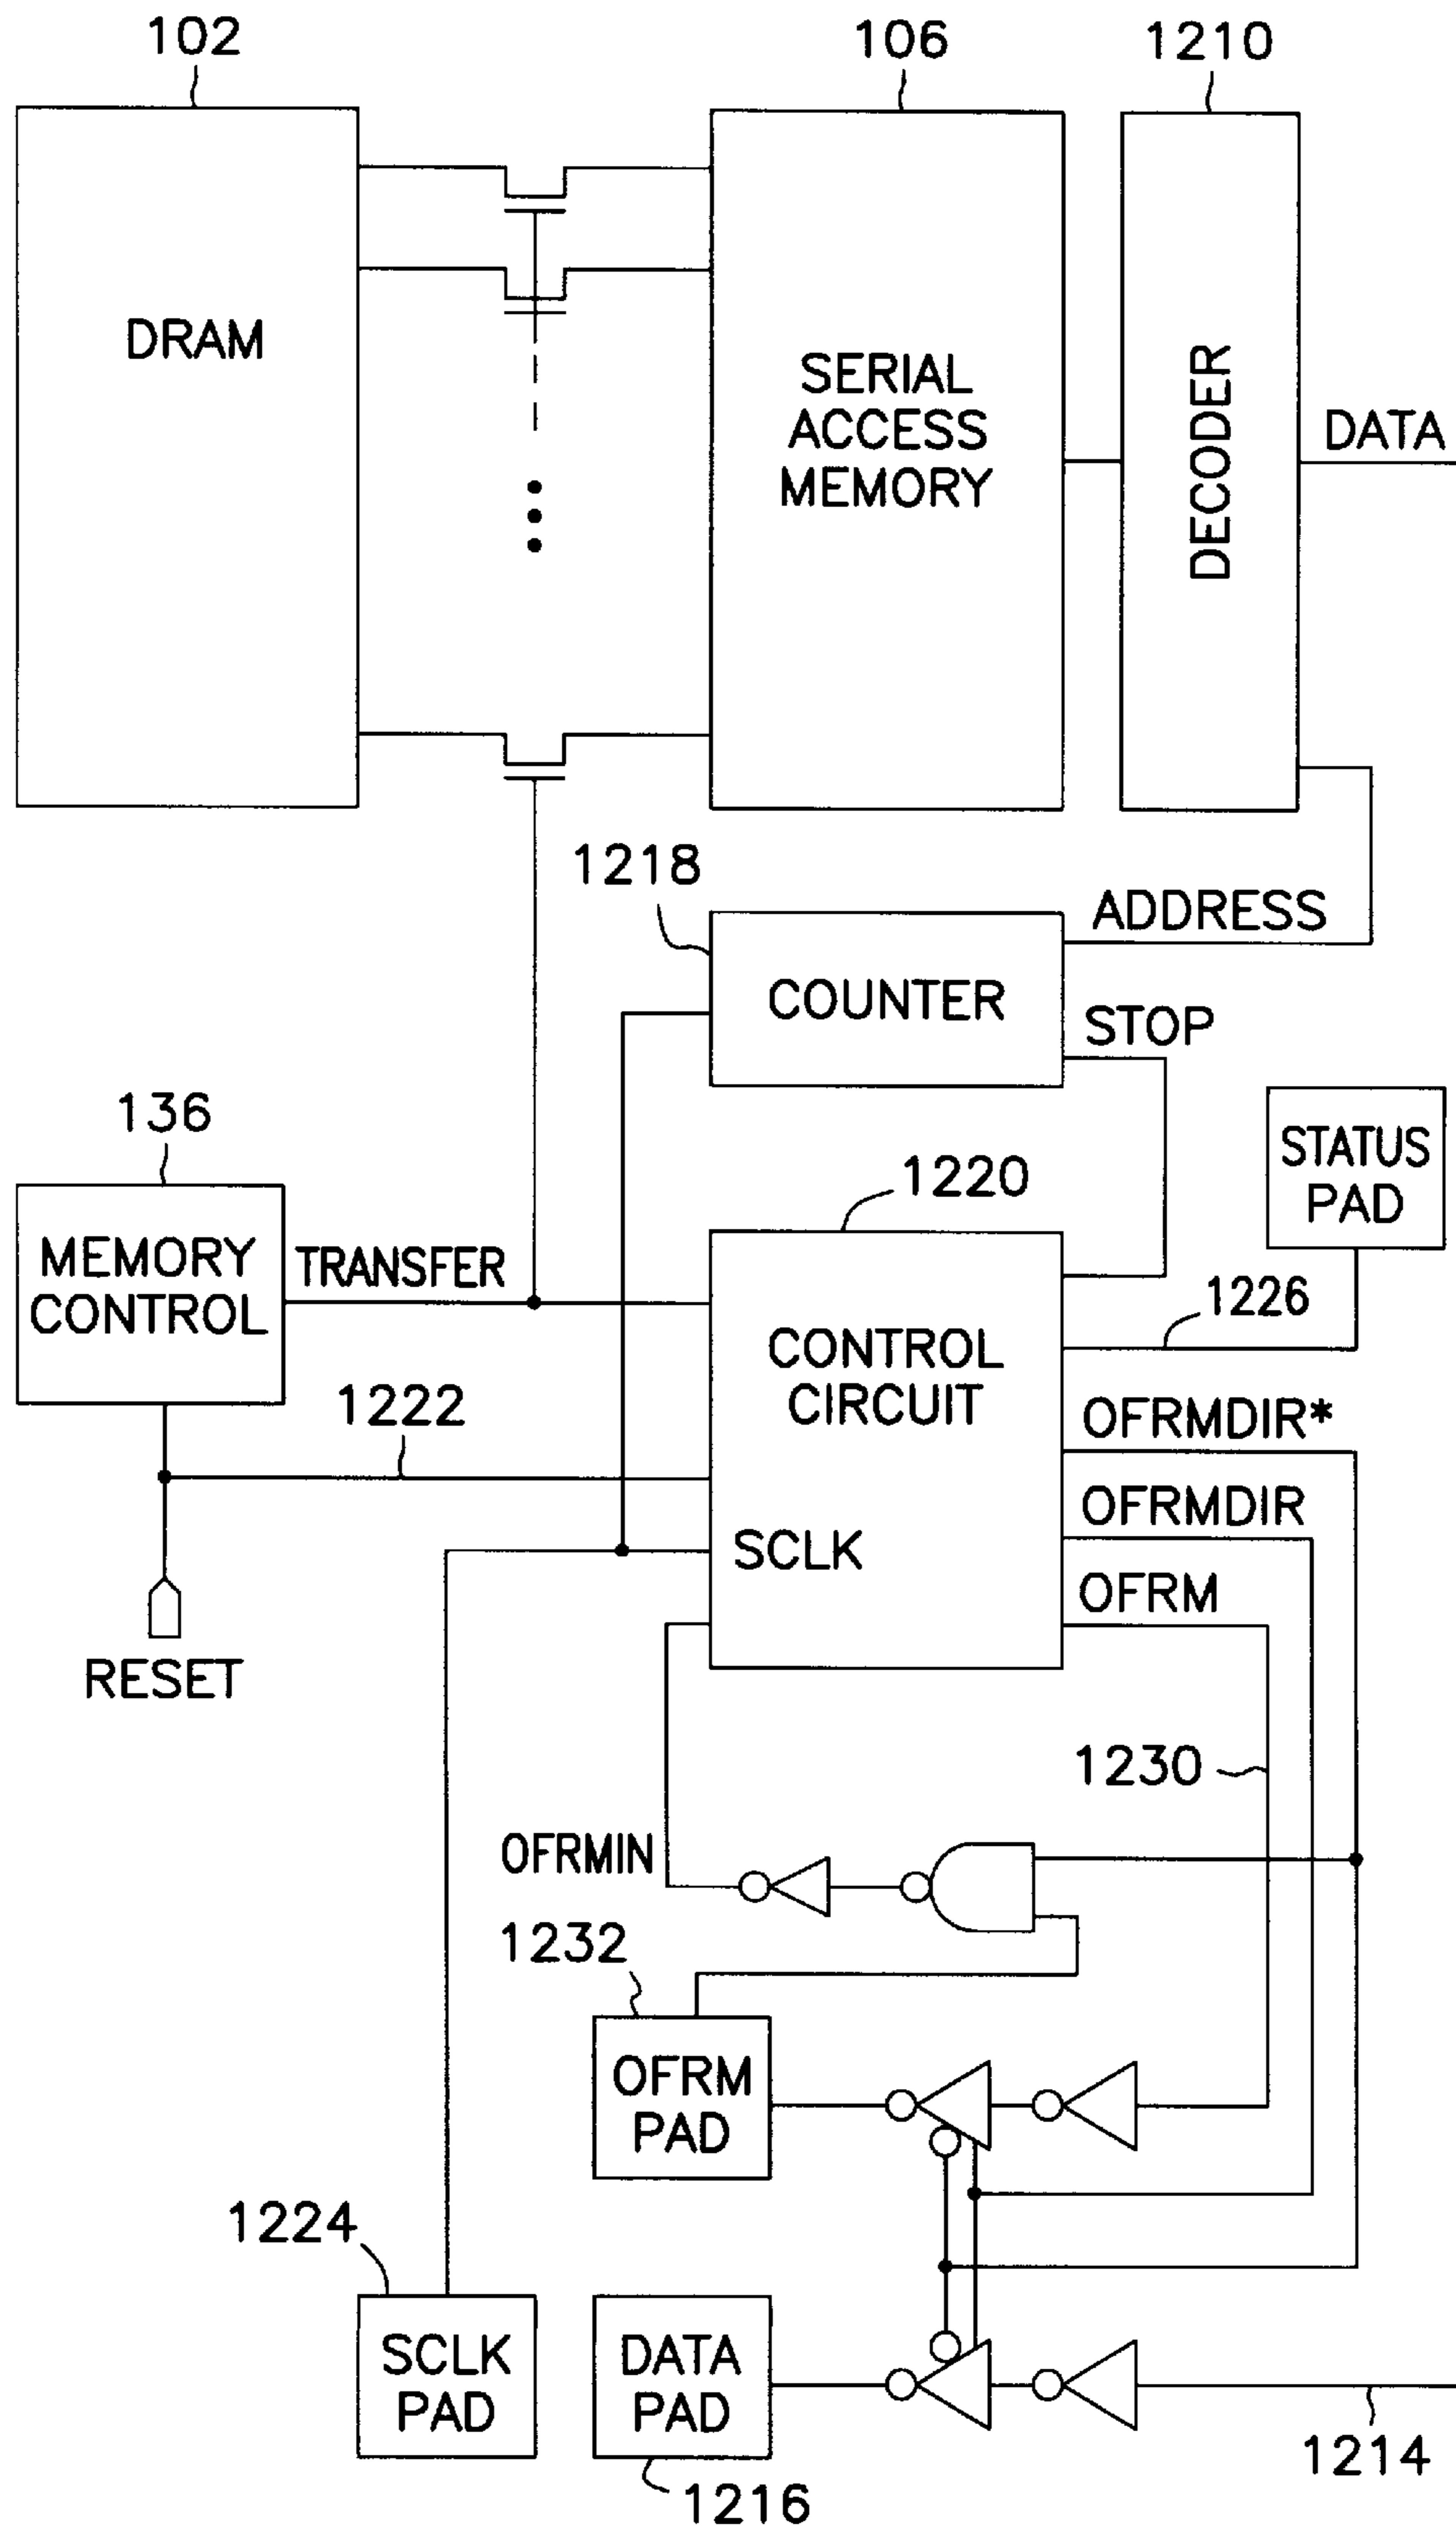 102
106
1210
DRAM
SERIAL
ACCESS
MEMORY
DECODER
DATA
1218
COUNTER
ADDRESS
STOP
136
MEMORY
CONTROL
TRANSFER
1220
STATUS
PAD
CONTROL
CIRCUIT
1226
1222
OFRMDIR*
OFRMDIR
SCLK
OFRM
RESET
1230
OFRMIN
1232
OFRM
PAD
1224
SCLK
PAD
DATA
PAD
1214
1216